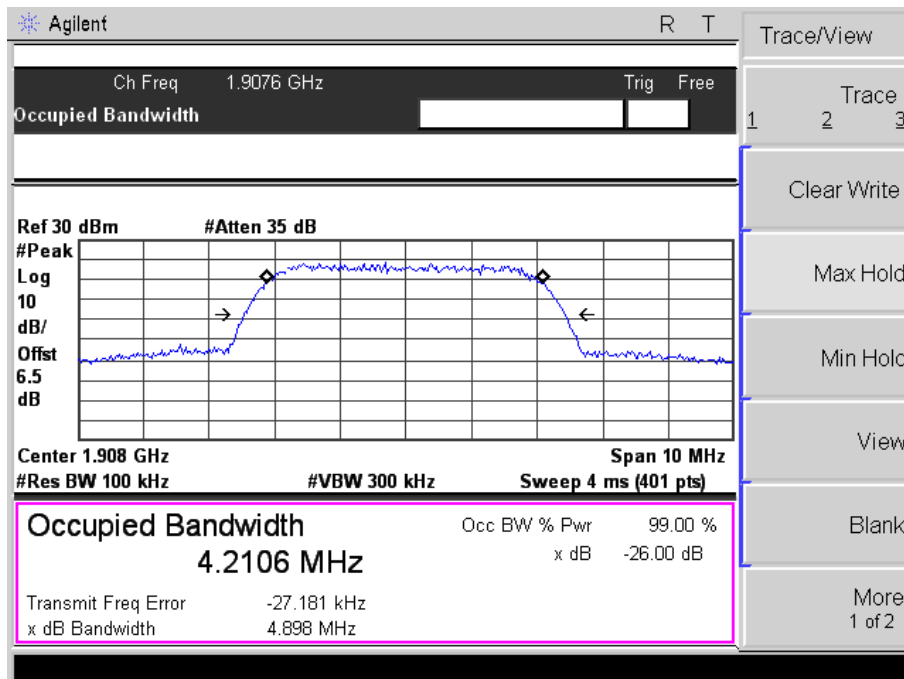 Agilent R T
Trace/View
Ch Freq 1.9076 GHz Trig Free
Occupied Bandwidth
Trace
1 2 3
Clear Write
Ref 30 dBm #Atten 35 dB
#Peak
Log
10
dB/
Offst
6.5
dB
Max Hold
Min Hold
Center 1.908 GHz Span 10 MHz
#Res BW 100 kHz #VBW 300 kHz Sweep 4 ms (401 pts)
View
Occupied Bandwidth Occ BW % Pwr 99.00 %
4.2106 MHz x dB -26.00 dB
Transmit Freq Error -27.181 kHz
x dB Bandwidth 4.898 MHz
Blank
More
1 of 2